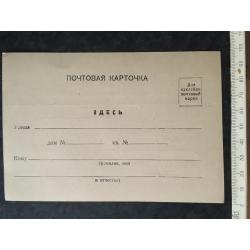 ПОЧТОВАЯ КАРТОЧКА
Для
наклейки
почтовой
марки
ЗДЕСЬ
Улица
дом № кв. №
Кому
(фамилия, имя
и отчество)